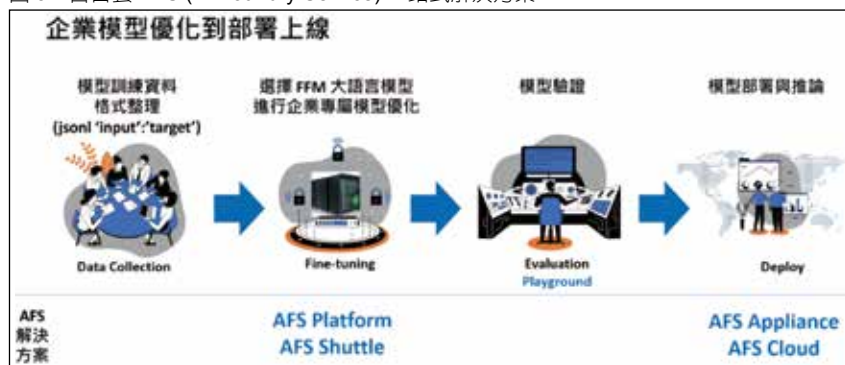 企業模型優化到部署上線
模型訓練資料
格式整理
(jsonl 'input':'target')
選擇 FFM 大語言模型
進行企業專屬模型優化
模型驗證
模型部署與推論
Data Collection
Fine-tuning
Evaluation
Playground
Deploy
AFS
解決
方案
AFS Platform
AFS Shuttle
AFS Appliance
AFS Cloud